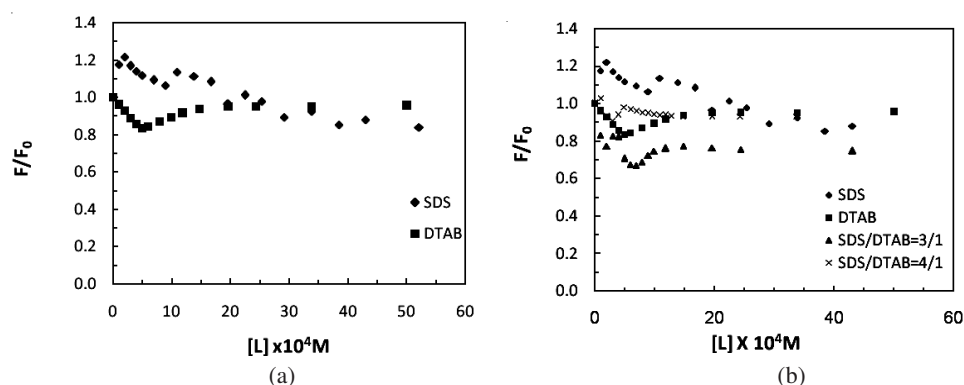 1.4
1.2
1.0
0.8
0.6
0.4
0.2
0.0
F/F₀
0 10 20 30 40 50 60
[L] x10⁴M
SDS
DTAB
(a)
1.4
1.2
1.0
0.8
0.6
0.4
0.2
0.0
F/F₀
0 20 40 60
[L] X 10⁴M
SDS
DTAB
SDS/DTAB=3/1
SDS/DTAB=4/1
(b)